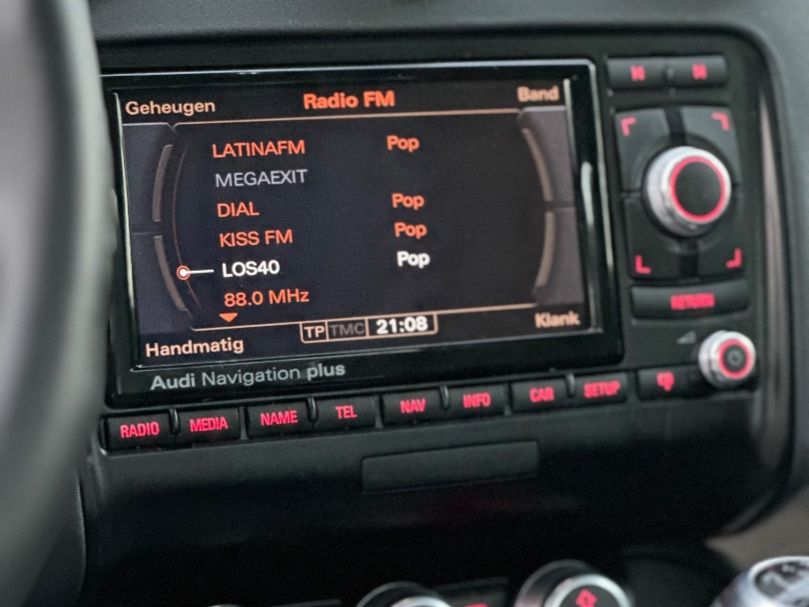 Geheugen Radio FM Band
LATINAFM Pop
MEGAEXIT
DIAL Pop
KISS FM Pop
LOS40 Pop
88.0 MHz
TP TMC 21:08
Handmatig Klank
Audi Navigation plus
RETURN
RADIO MEDIA NAME TEL NAV INFO CAR SETUP